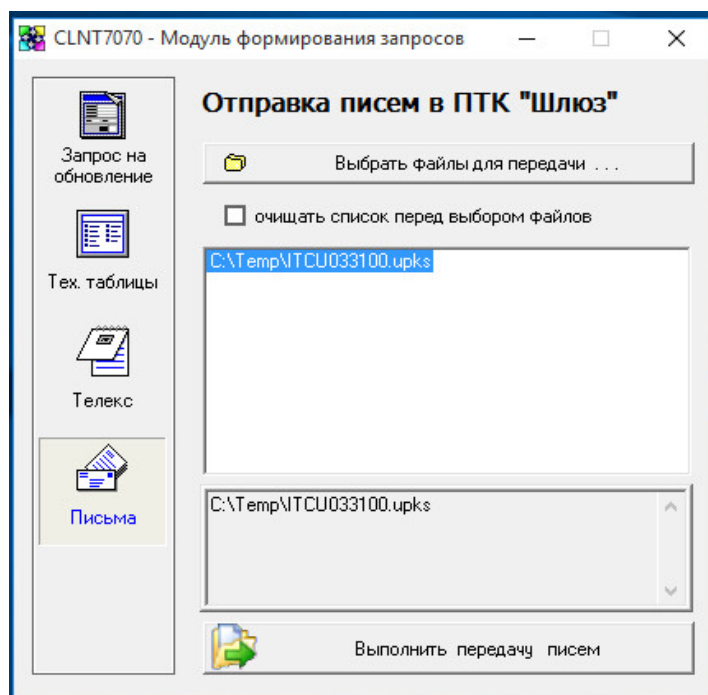 CLNT7070 - Модуль формирования запросов
Запрос на
обновление
Тех. таблицы
Телекс
Письма
Отправка писем в ПТК "Шлюз"
Выбрать файлы для передачи . . .
очищать список перед выбором файлов
C:\Temp\ITCU033100.upks
C:\Temp\ITCU033100.upks
Выполнить передачу писем